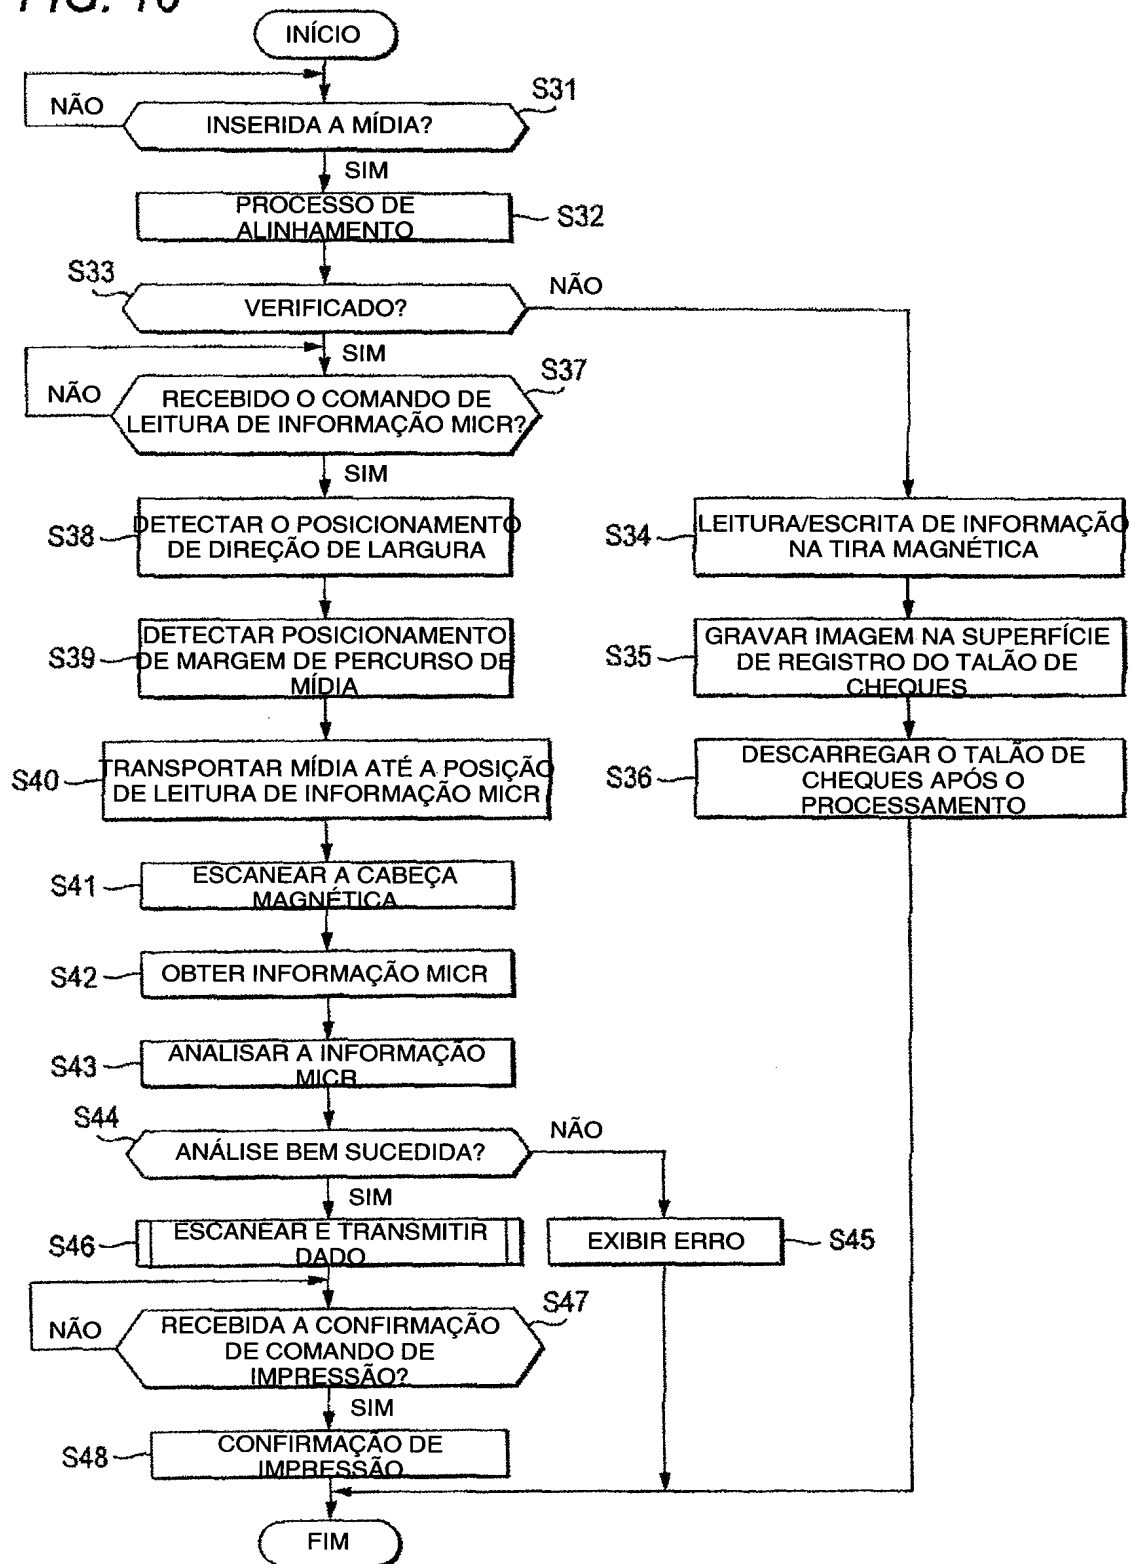 FIG. 10
INÍCIO
NÃO
S31
INSERIDA A MÍDIA?
SIM
PROCESSO DE
ALINHAMENTO
S32
S33
VERIFICADO?
NÃO
SIM
S37
NÃO
RECEBIDO O COMANDO DE
LEITURA DE INFORMAÇÃO MICR?
SIM
S38
DETECTAR O POSICIONAMENTO
DE DIREÇÃO DE LARGURA
S34
LEITURA/ESCRITA DE INFORMAÇÃO
NA TIRA MAGNÉTICA
S39
DETECTAR POSICIONAMENTO
DE MARGEM DE PERCURSO DE
MÍDIA
S35
GRAVAR IMAGEM NA SUPERFÍCIE
DE REGISTRO DO TALÃO DE
CHEQUES
S40
TRANSPORTAR MÍDIA ATÉ A POSIÇÃO
DE LEITURA DE INFORMAÇÃO MICR
S36
DESCARREGAR O TALÃO DE
CHEQUES APÓS O
PROCESSAMENTO
S41
ESCANEAR A CABEÇA
MAGNÉTICA
S42
OBTER INFORMAÇÃO MICR
S43
ANALISAR A INFORMAÇÃO
MICR
S44
ANÁLISE BEM SUCEDIDA?
NÃO
SIM
S46
ESCANEAR E TRANSMITIR
DADO
EXIBIR ERRO
S45
S47
NÃO
RECEBIDA A CONFIRMAÇÃO
DE COMANDO DE
IMPRESSÃO?
SIM
S48
CONFIRMAÇÃO DE
IMPRESSÃO
FIM